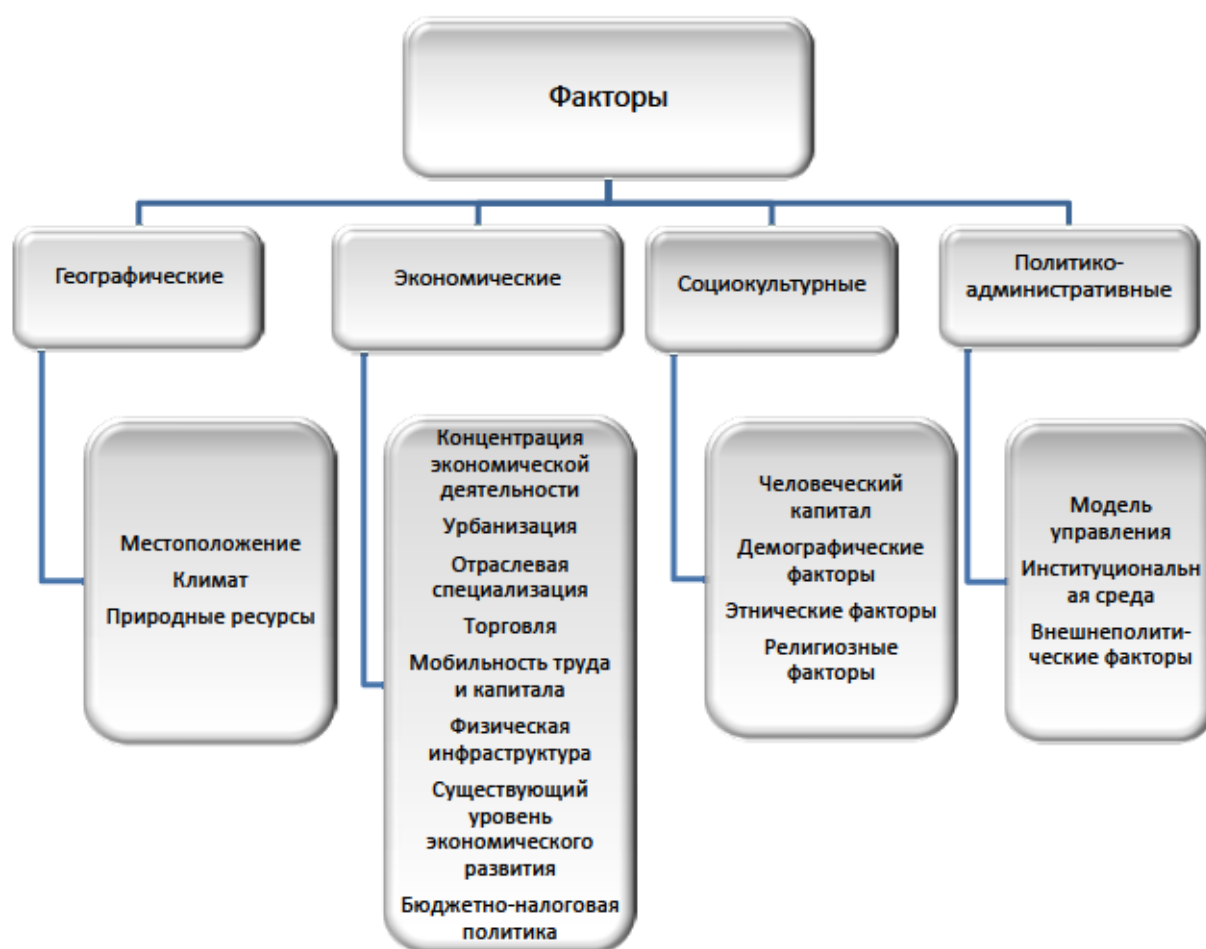 Факторы
Географические
Экономические
Социокультурные
Политико-
административные
Местоположение
Климат
Природные ресурсы
Концентрация
экономической
деятельности
Урбанизация
Отраслевая
специализация
Торговля
Мобильность труда
и капитала
Физическая
инфраструктура
Существующий
уровень
экономического
развития
Бюджетно-налоговая
политика
Человеческий
капитал
Демографические
факторы
Этнические факторы
Религиозные
факторы
Модель
управления
Институциональн
ая среда
Внешнеполити-
ческие факторы